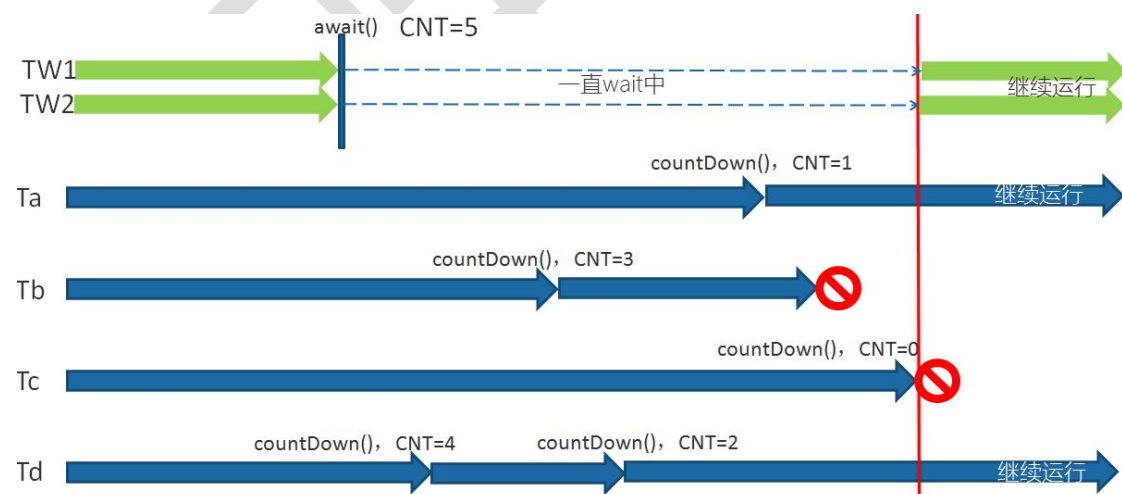 await() CNT=5
TW1
一直wait中
继续运行
TW2
countDown()，CNT=1
Ta
继续运行
countDown()，CNT=3
Tb
countDown()，CNT=0
Tc
countDown()，CNT=4
countDown()，CNT=2
Td
继续运行